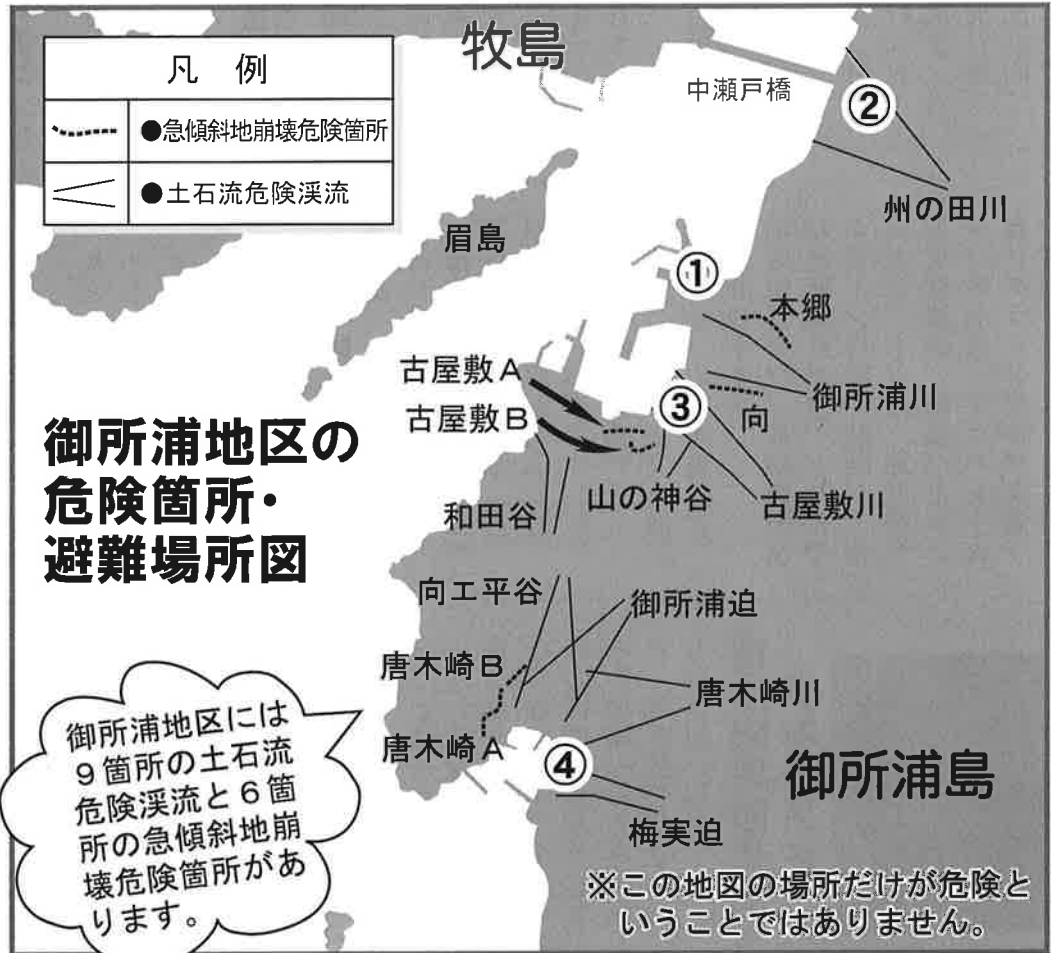 凡 例
●急傾斜地崩壊危険箇所
●土石流危険渓流
牧島
中瀬戸橋
②
州の田川
眉島
①
本郷
古屋敷A
古屋敷B
③
向
御所浦川
御所浦地区の
危険箇所・
避難場所図
和田谷
山の神谷
古屋敷川
向工平谷
御所浦迫
唐木崎B
唐木崎川
唐木崎A
④
御所浦島
梅実迫
御所浦地区には
9箇所の土石流
危険渓流と6箇
所の急傾斜地崩
壊危険箇所があ
ります。
※この地図の場所だけが危険と
いうことではありません。